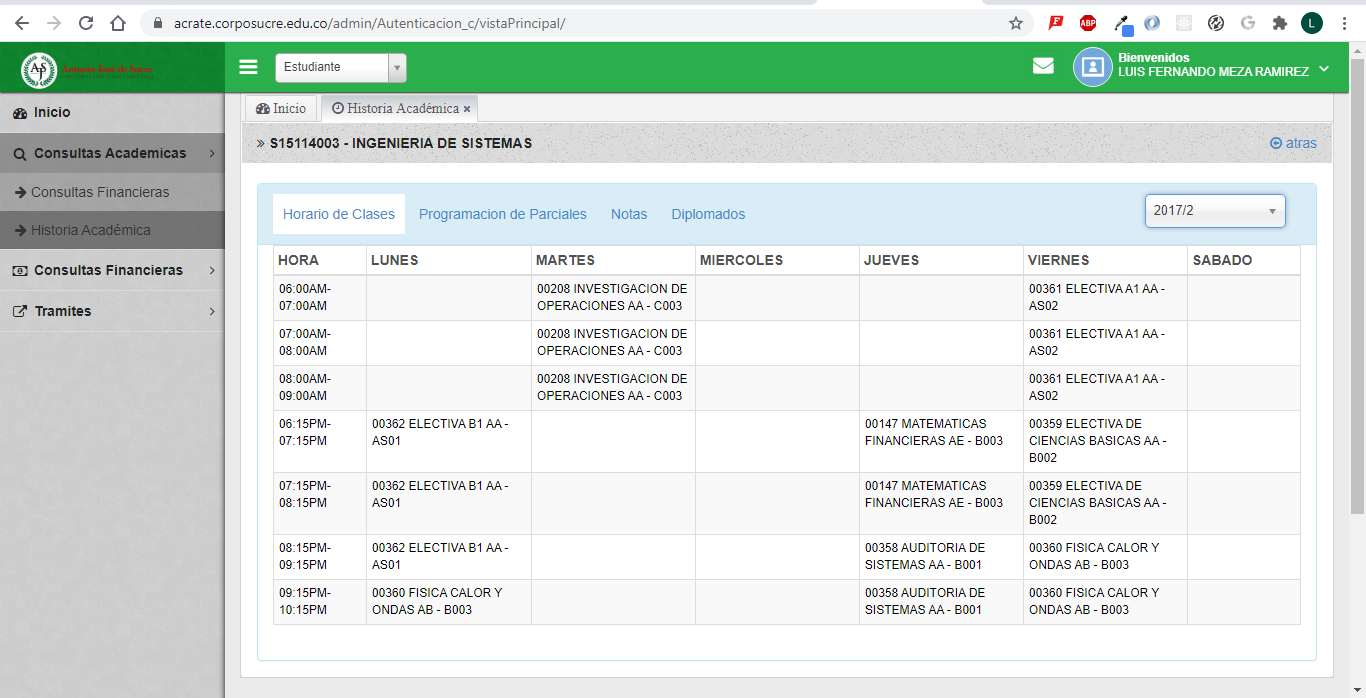 acrate.corposucre.edu.co/admin/Autenticacion_c/vistaPrincipal/
ABP
G
L
Antonio José de Sucre
Estudiante
Bienvenidos
LUIS FERNANDO MEZA RAMIREZ
Inicio
Consultas Academicas
Consultas Financieras
Historia Académica
Consultas Financieras
Tramites
Inicio
Historia Académica ×
» S15114003 - INGENIERIA DE SISTEMAS
atras
Horario de Clases Programacion de Parciales Notas Diplomados
2017/2
HORA LUNES MARTES MIERCOLES JUEVES VIERNES SABADO
06:00AM-
07:00AM
00208 INVESTIGACION DE
OPERACIONES AA - C003
00361 ELECTIVA A1 AA -
AS02
07:00AM-
08:00AM
00208 INVESTIGACION DE
OPERACIONES AA - C003
00361 ELECTIVA A1 AA -
AS02
08:00AM-
09:00AM
00208 INVESTIGACION DE
OPERACIONES AA - C003
00361 ELECTIVA A1 AA -
AS02
06:15PM-
07:15PM
00362 ELECTIVA B1 AA -
AS01
00147 MATEMATICAS
FINANCIERAS AE - B003
00359 ELECTIVA DE
CIENCIAS BASICAS AA -
B002
07:15PM-
08:15PM
00362 ELECTIVA B1 AA -
AS01
00147 MATEMATICAS
FINANCIERAS AE - B003
00359 ELECTIVA DE
CIENCIAS BASICAS AA -
B002
08:15PM-
09:15PM
00362 ELECTIVA B1 AA -
AS01
00358 AUDITORIA DE
SISTEMAS AA - B001
00360 FISICA CALOR Y
ONDAS AB - B003
09:15PM-
10:15PM
00360 FISICA CALOR Y
ONDAS AB - B003
00358 AUDITORIA DE
SISTEMAS AA - B001
00360 FISICA CALOR Y
ONDAS AB - B003